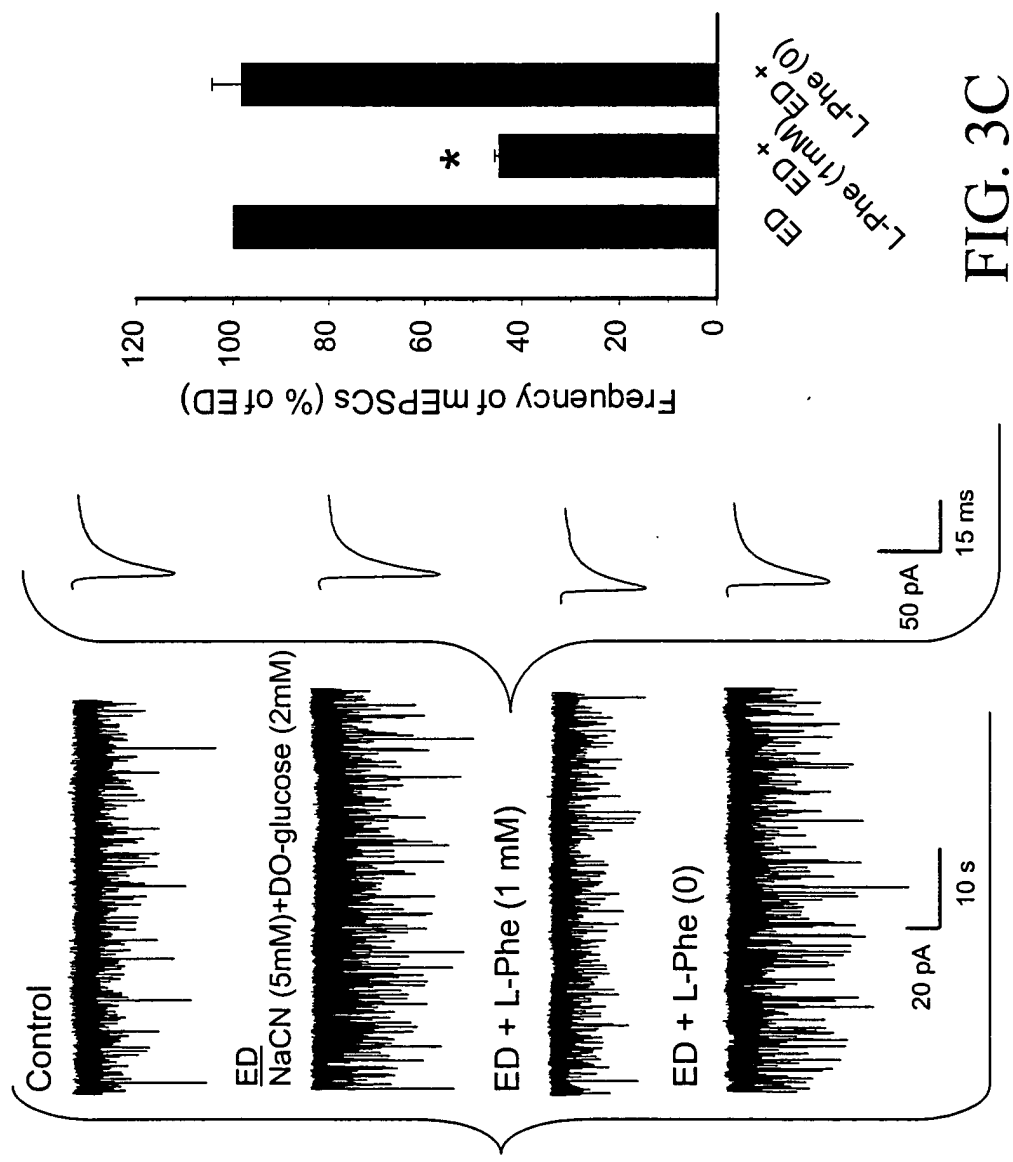 Control
ED
NaCN (5mM)+DO-glucose (2mM)
ED + L-Phe (1 mM)
ED + L-Phe (0)
20 pA
10 s
50 pA
15 ms
Frequency of mEPSCs (% of ED)
120
100
80
60
40
20
0
*
ED
ED +
L-Phe (1mM)
ED +
L-Phe (0)
FIG. 3C